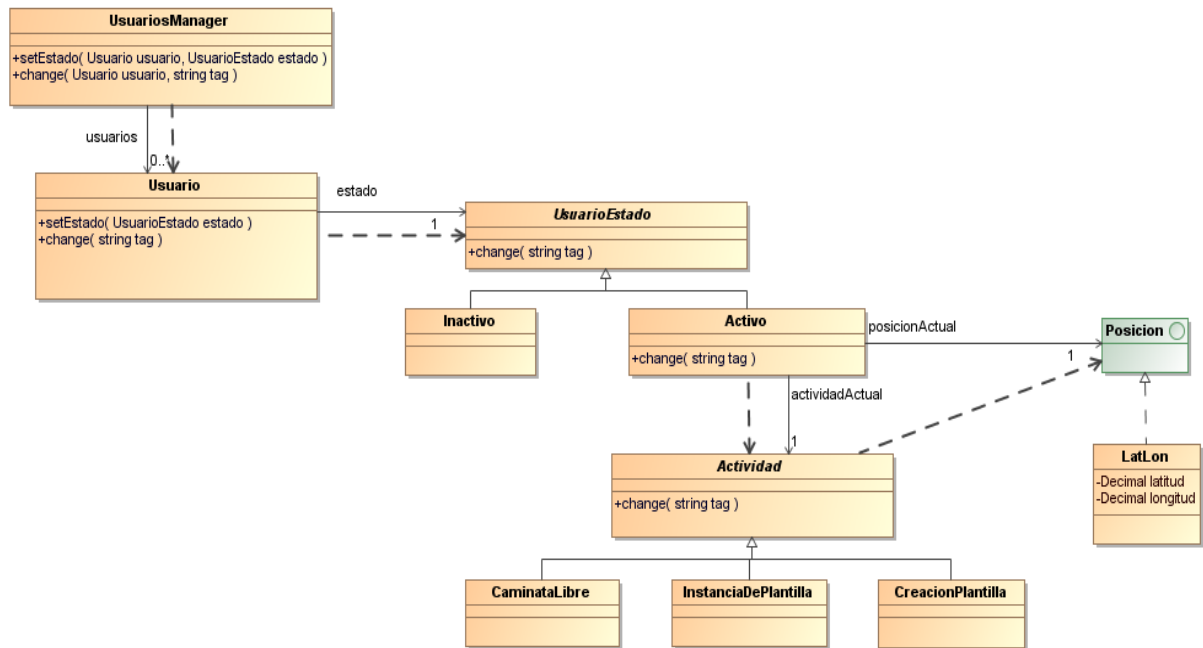 UsuariosManager
+setEstado( Usuario usuario, UsuarioEstado estado )
+change( Usuario usuario, string tag )
usuarios
0..*
Usuario
+setEstado( UsuarioEstado estado )
+change( string tag )
estado
1
UsuarioEstado
+change( string tag )
Inactivo
Activo
+change( string tag )
posicionActual
1
Posicion
actividadActual
1
Actividad
+change( string tag )
LatLon
-Decimal latitud
-Decimal longitud
CaminataLibre
InstanciaDePlantilla
CreacionPlantilla